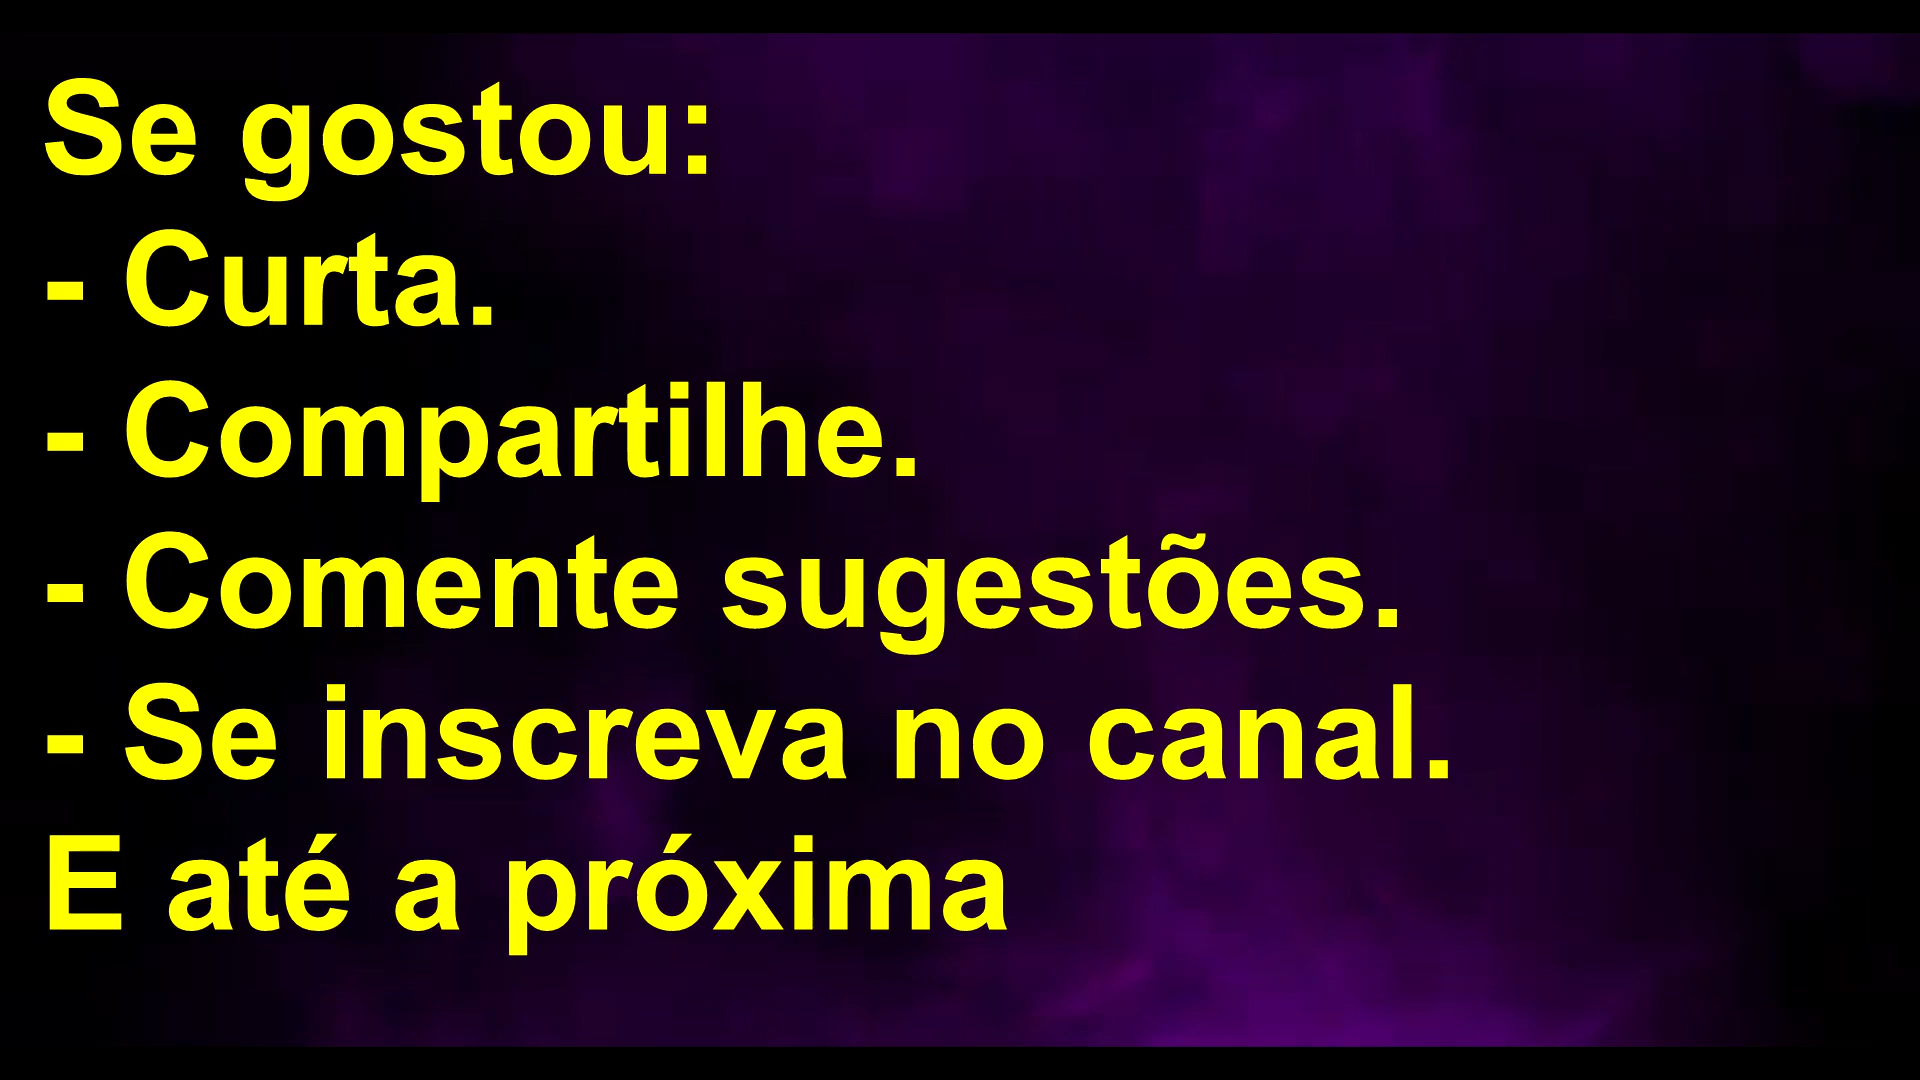 Se gostou:
- Curta.
- Compartilhe.
- Comente sugestões.
- Se inscreva no canal.
E até a próxima